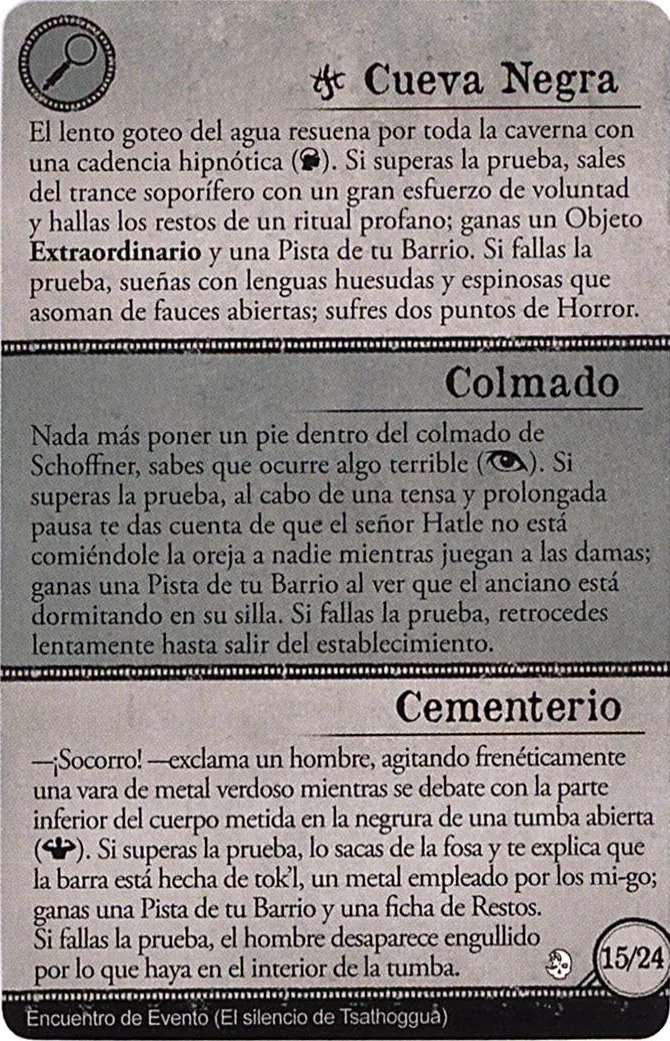 Cueva Negra
El lento goteo del agua resuena por toda la caverna con
una cadencia hipnótica ( ). Si superas la prueba, sales
del trance soporífero con un gran esfuerzo de voluntad
y hallas los restos de un ritual profano; ganas un Objeto
Extraordinario y una Pista de tu Barrio. Si fallas la
prueba, sueñas con lenguas huesudas y espinosas que
asoman de fauces abiertas; sufres dos puntos de Horror.
Colmado
Nada más poner un pie dentro del colmado de
Schoffner, sabes que ocurre algo terrible ( ). Si
superas la prueba, al cabo de una tensa y prolongada
pausa te das cuenta de que el señor Hatle no está
comiéndole la oreja a nadie mientras juegan a las damas;
ganas una Pista de tu Barrio al ver que el anciano está
dormitando en su silla. Si fallas la prueba, retrocedes
lentamente hasta salir del establecimiento.
Cementerio
—¡Socorro! —exclama un hombre, agitando frenéticamente
una vara de metal verdoso mientras se debate con la parte
inferior del cuerpo metida en la negrura de una tumba abierta
( ). Si superas la prueba, lo sacas de la fosa y te explica que
la barra está hecha de tok'l, un metal empleado por los mi-go;
ganas una Pista de tu Barrio y una ficha de Restos.
Si fallas la prueba, el hombre desaparece engullido
por lo que haya en el interior de la tumba.
15/24
Encuentro de Evento (El silencio de Tsathoggua)